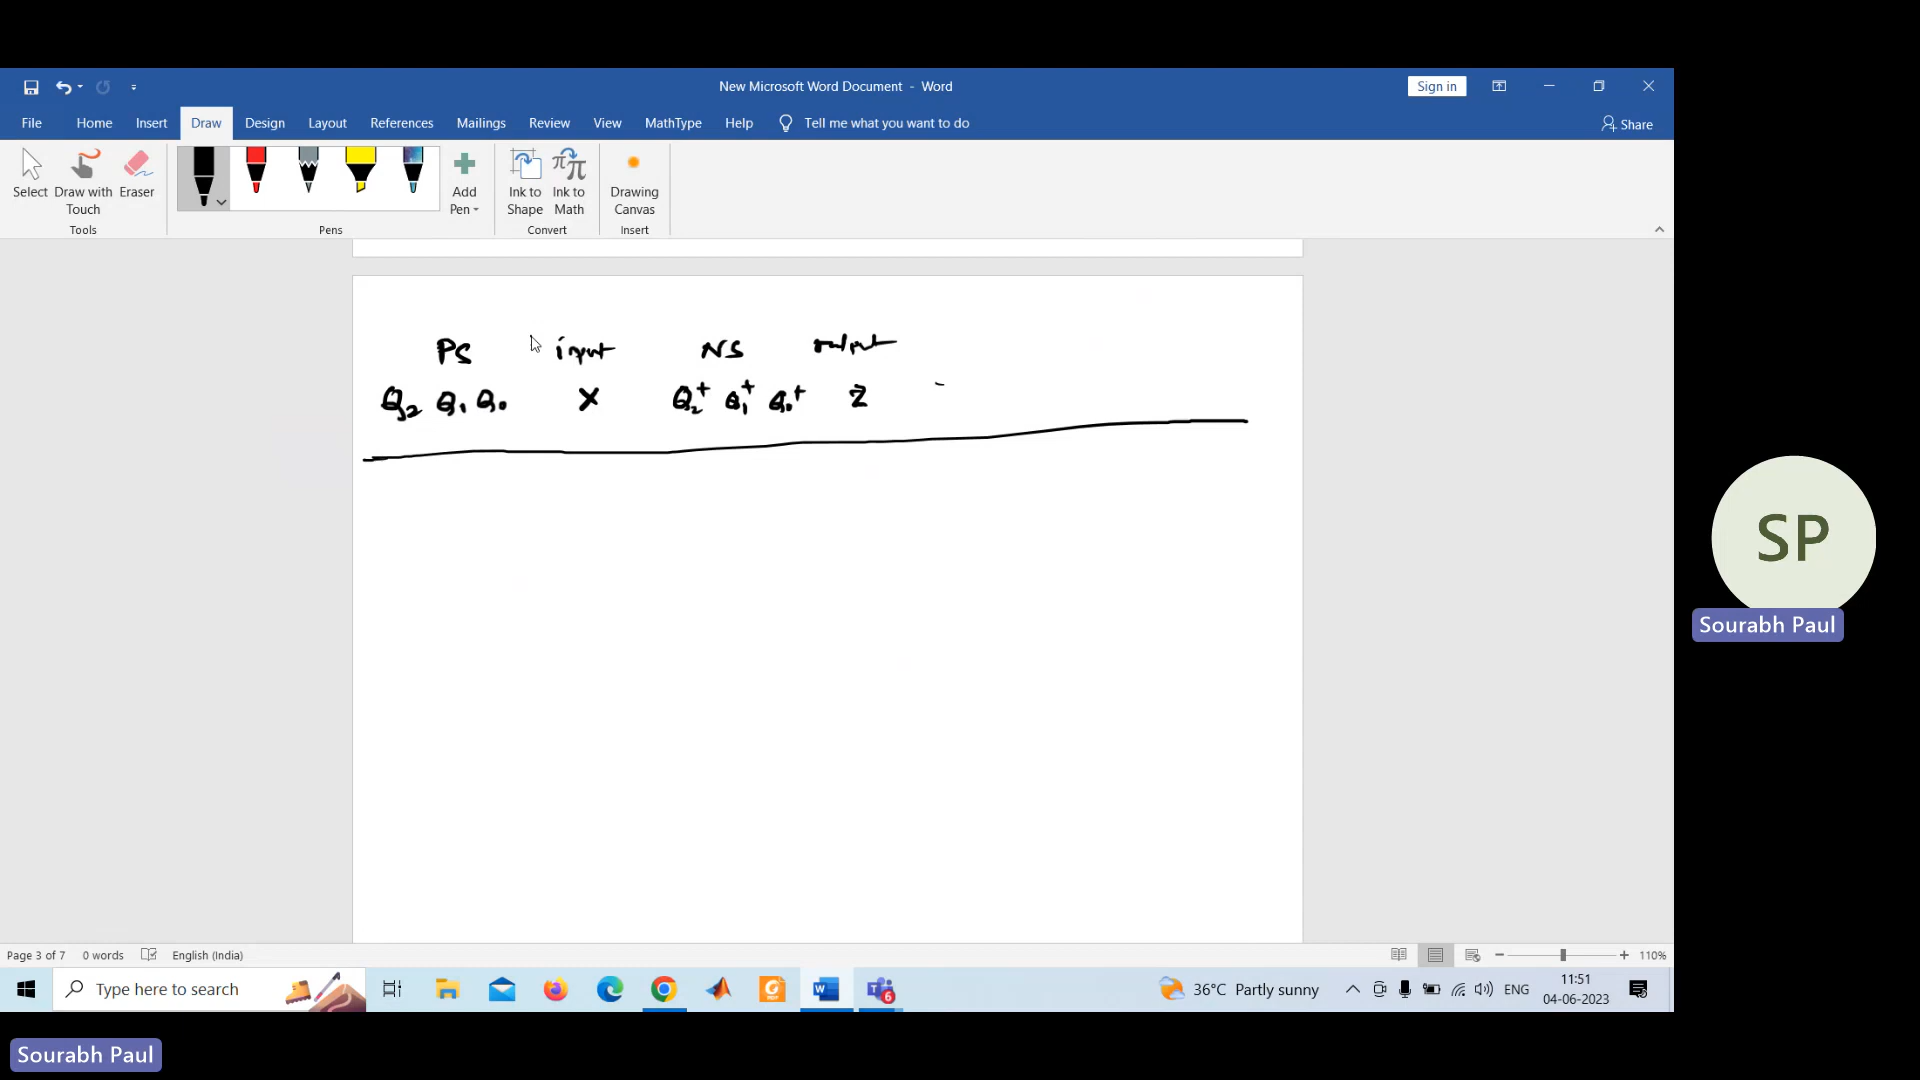 New Microsoft Word Document - Word
Sign in
File Home Insert Draw Design Layout References Mailings Review View MathType Help Tell me what you want to do
Share
Select Draw with Touch Eraser
Add Pen
Ink to Shape Ink to Math
Drawing Canvas
Tools Pens Convert Insert
PS input NS output
Q₂ Q₁ Q₀ X Q₂⁺ Q₁⁺ Q₀⁺ Z
SP
Sourabh Paul
Page 3 of 7 0 words English (India)
110%
Type here to search
6
36°C Partly sunny
ENG
11:51
04-06-2023
Sourabh Paul